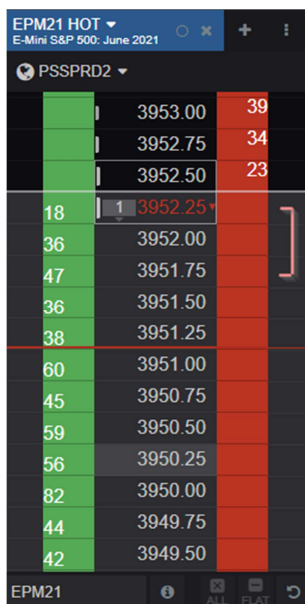 EPM21 HOT
E-Mini S&P 500: June 2021
PSSPRD2
3953.00 39
3952.75 34
3952.50 23
18 1 3952.25
36 3952.00
47 3951.75
36 3951.50
38 3951.25
60 3951.00
45 3950.75
59 3950.50
56 3950.25
82 3950.00
44 3949.75
42 3949.50
EPM21 ALL FLAT